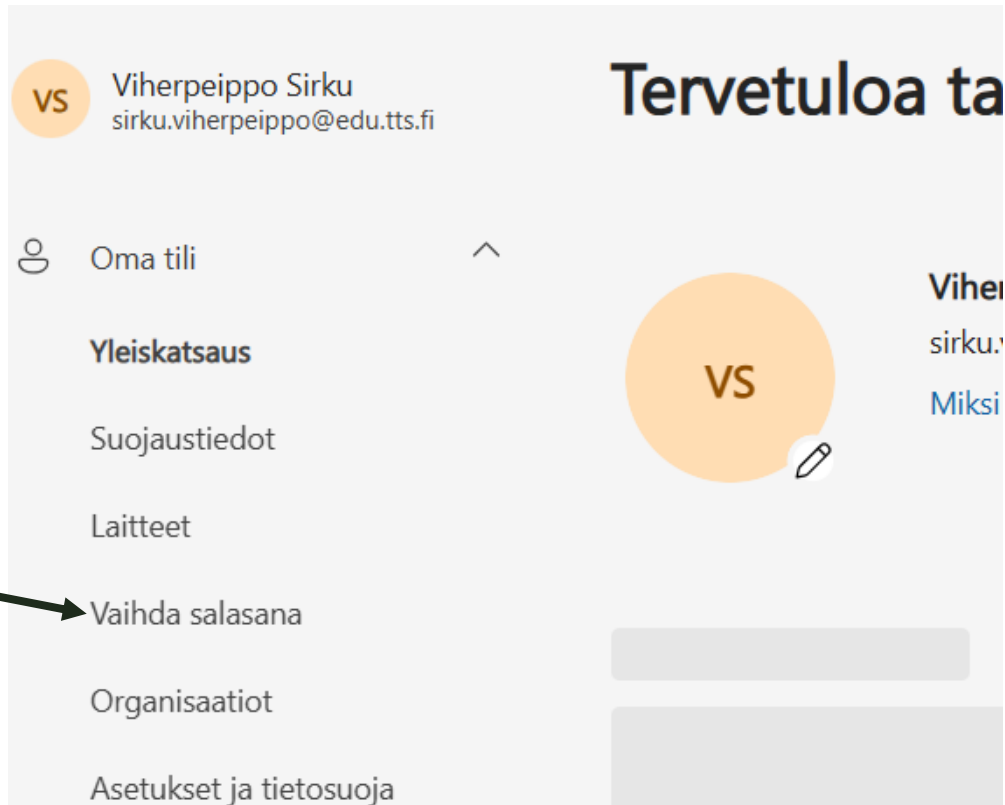 VS
Viherpeippo Sirku
sirku.viherpeippo@edu.tts.fi
Oma tili
Yleiskatsaus
Suojaustiedot
Laitteet
Vaihda salasana
Organisaatiot
Asetukset ja tietosuoja
Tervetuloa ta
VS
Viher
sirku.v
Miksi